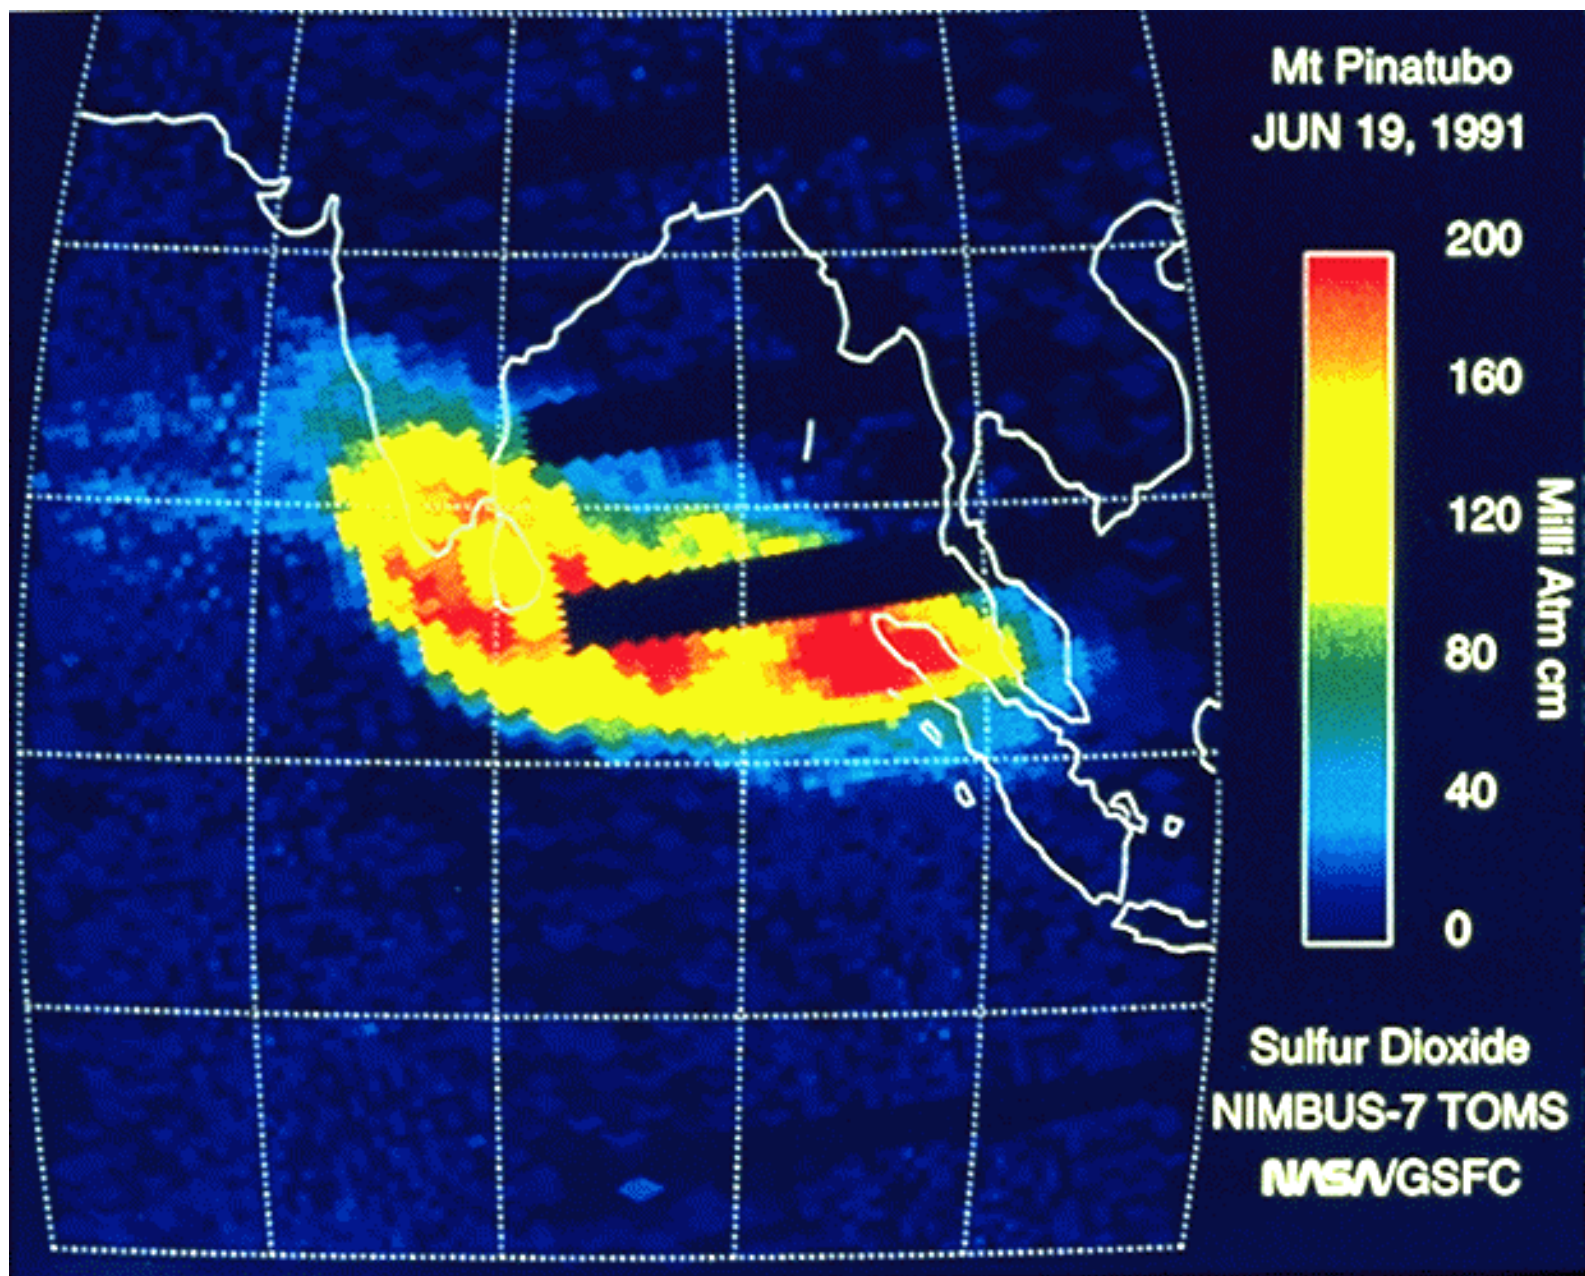 Mt Pinatubo
JUN 19, 1991
200
160
120
80
40
0
Milli Atm cm
Sulfur Dioxide
NIMBUS-7 TOMS
NASA/GSFC